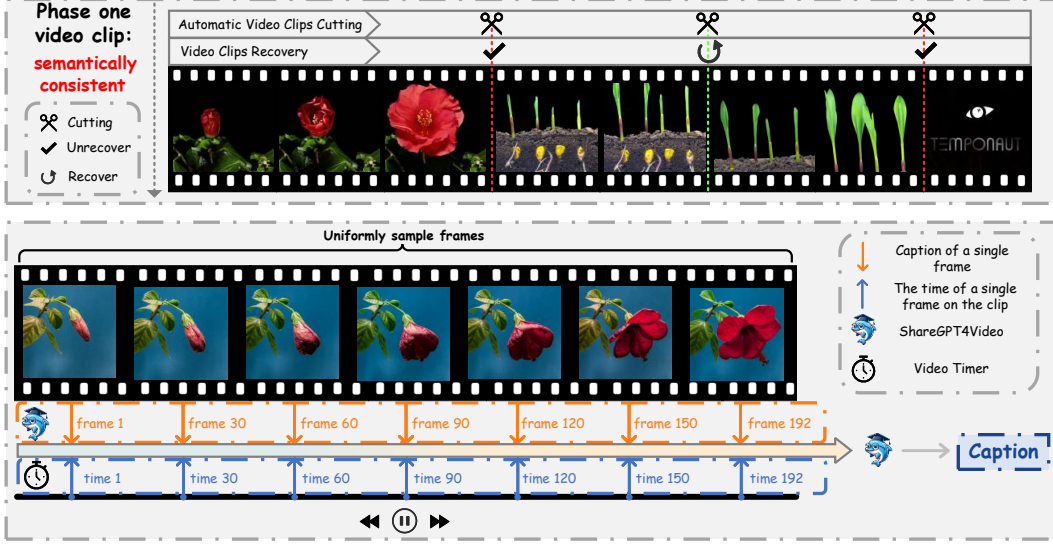 Phase one
video clip:
semantically
consistent
Cutting
Unrecover
Recover
Automatic Video Clips Cutting
Video Clips Recovery
TEMPONAUT
Uniformly sample frames
frame 1
frame 30
frame 60
frame 90
frame 120
frame 150
frame 192
time 1
time 30
time 60
time 90
time 120
time 150
time 192
Caption of a single
frame
The time of a single
frame on the clip
ShareGPT4Video
Video Timer
Caption